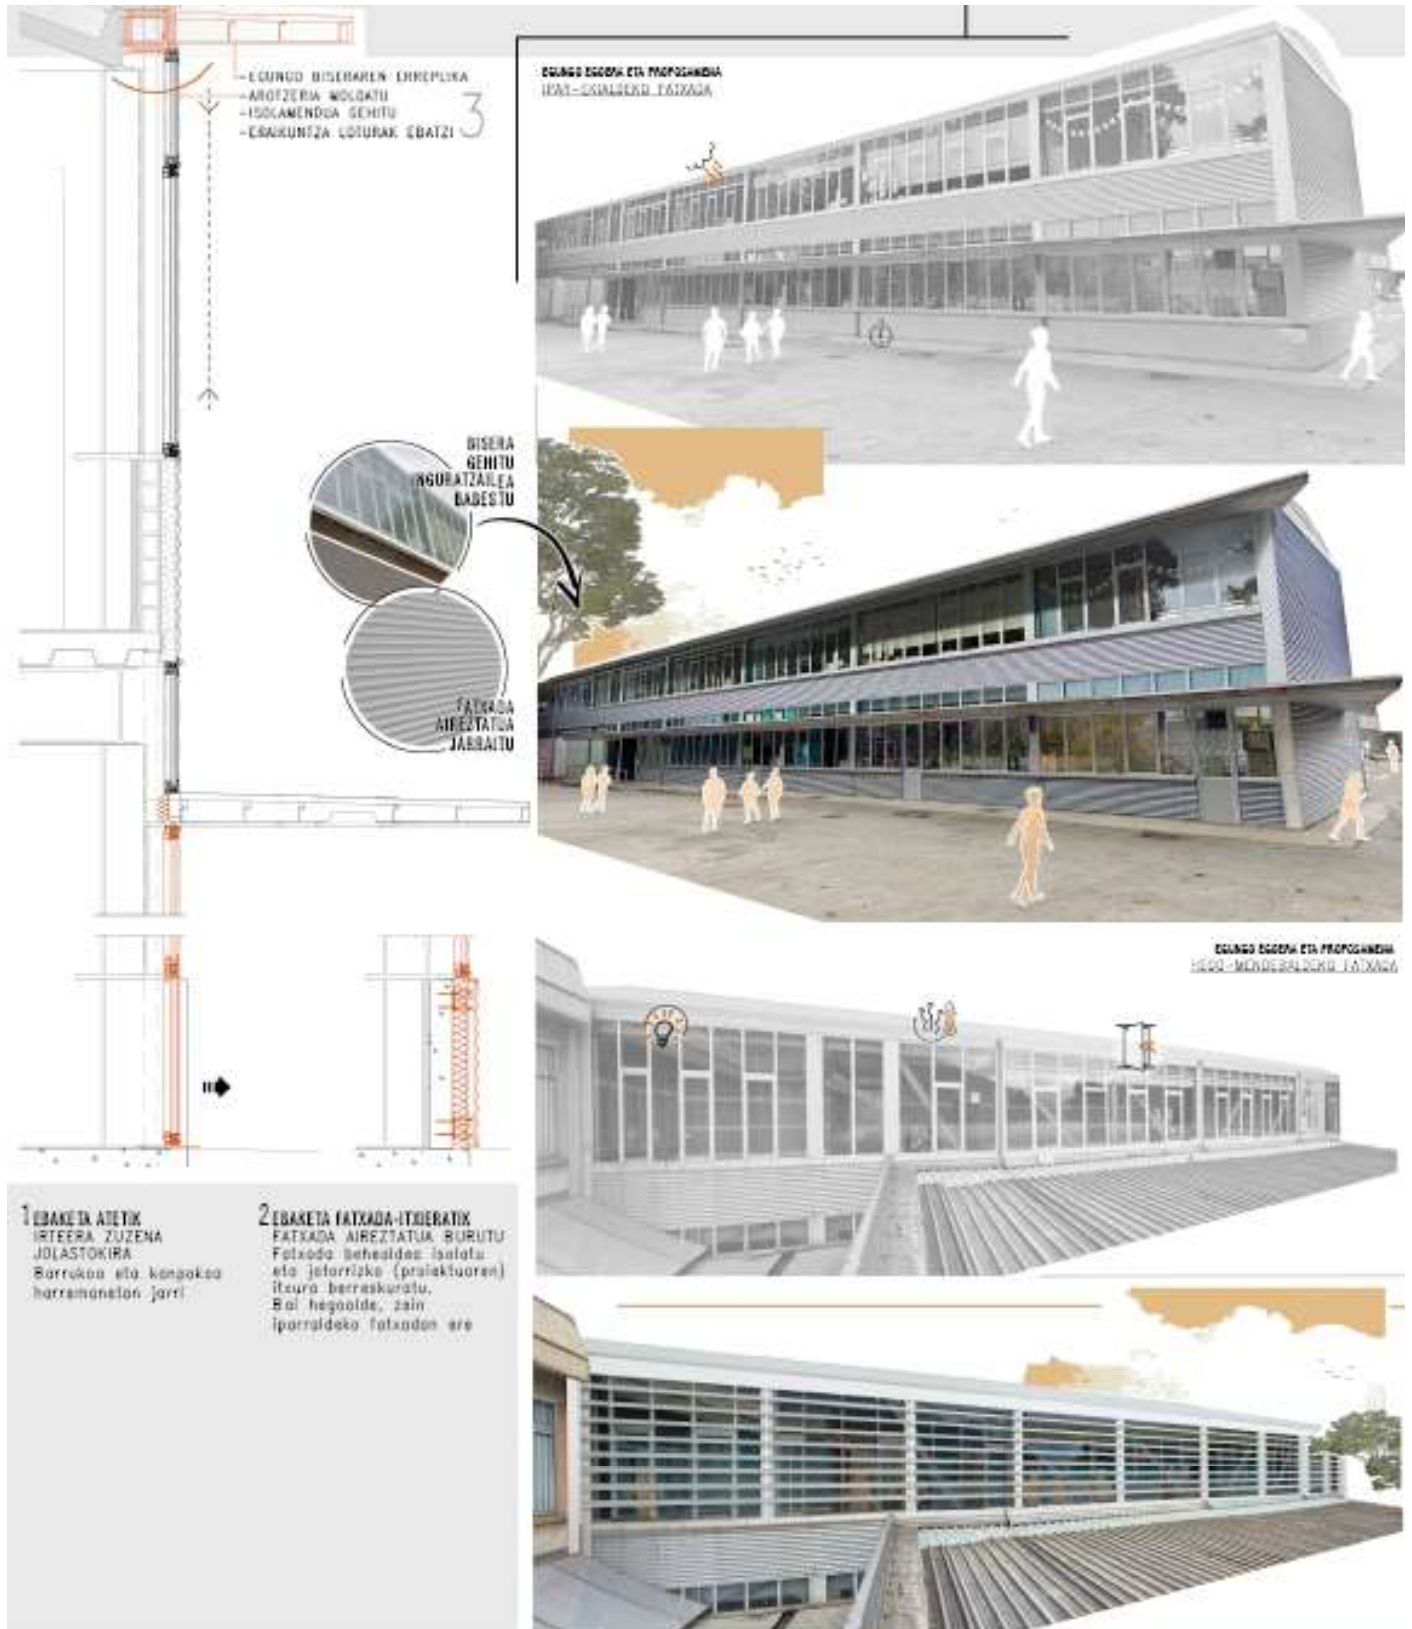 -EGUNGO BISERAREN ERREPLIKA
-AROTZERIA MOLDATU
-ISOLAMENDUA GEHITU
-ERAIKUNTZA LOTURAK EBATZI
3
EGUNGO EGOERA ETA PROPOSAMENA
IPAR-EKIALDEKO FATXADA
BISERA
GEHITU
INGURATZAILEA
BABESTU
FATXADA
AIREZTATUA
JARRAITU
EGUNGO EGOERA ETA PROPOSAMENA
HEGO-MENDEBALDEKO FATXADA
1 EBAKETA ATETIK
IRTEERA ZUZENA
JOLASTOKIRA
Barrukoa eta kanpokoa
harremanetan jarri
2 EBAKETA FATXADA-ITXIERATIK
FATXADA AIREZTATUA BURUTU
Fatxada behealdea isolatu
eta jatorrizko (proiektuaren)
itxura berreskuratu.
Bai hegoalde, zein
iparraldeko fatxadan ere